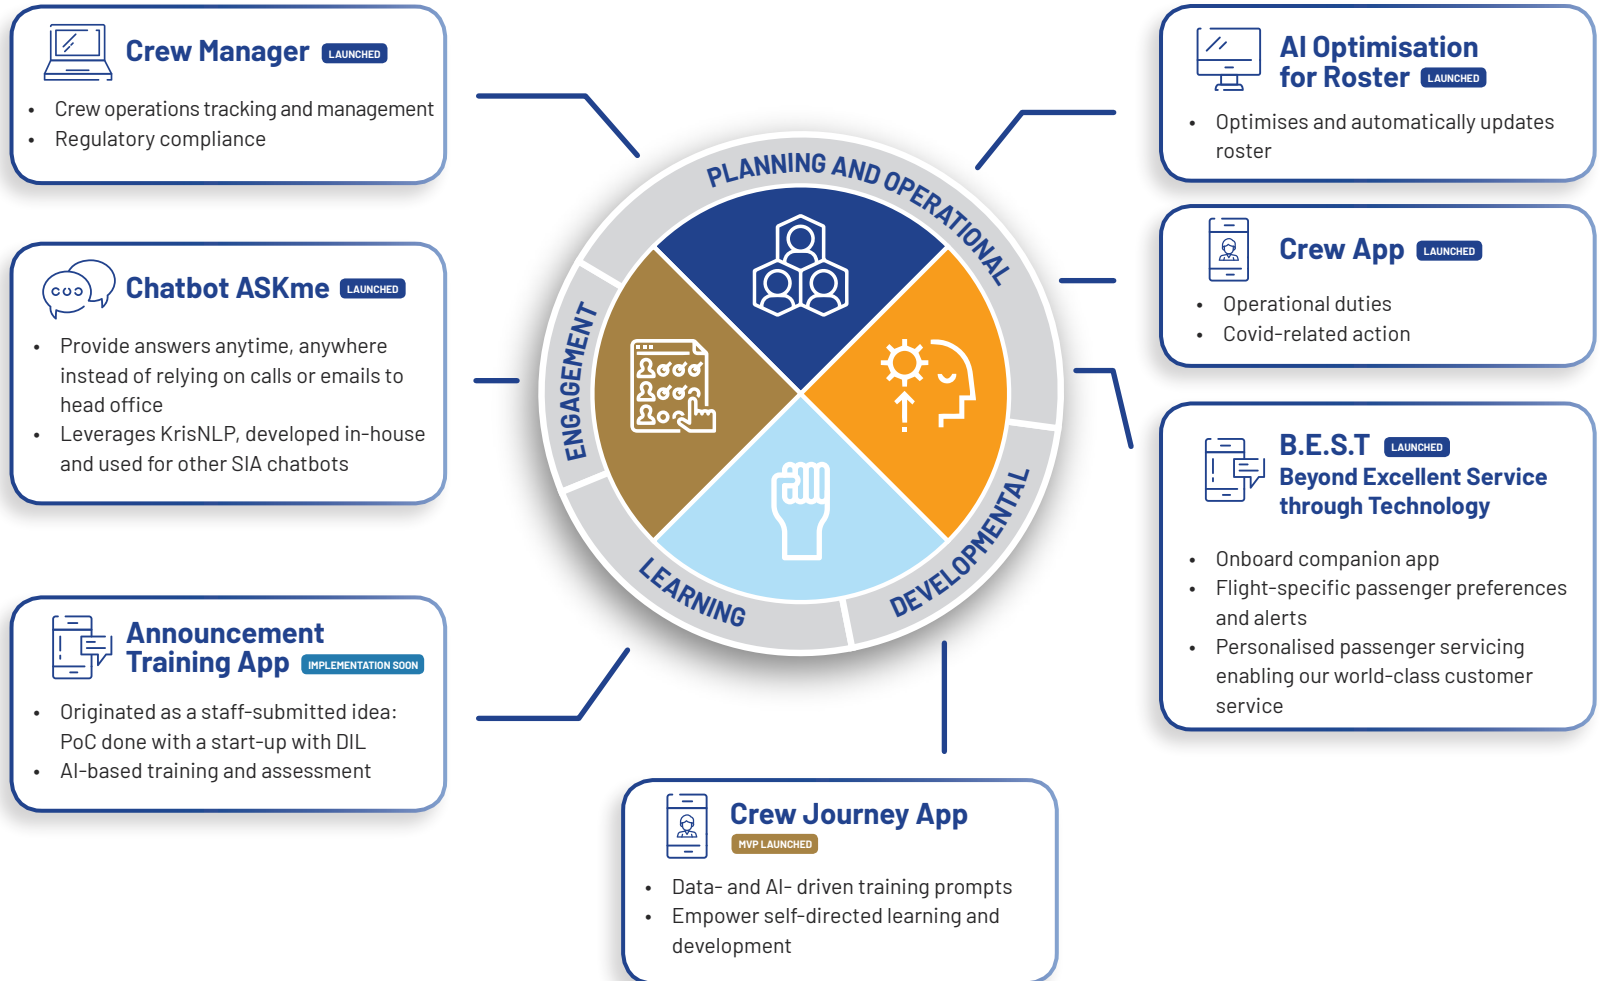 Crew Manager LAUNCHED
• Crew operations tracking and management
• Regulatory compliance
Chatbot ASKme LAUNCHED
• Provide answers anytime, anywhere
instead of relying on calls or emails to
head office
• Leverages KrisNLP, developed in-house
and used for other SIA chatbots
Announcement
Training App IMPLEMENTATION SOON
• Originated as a staff-submitted idea:
PoC done with a start-up with DIL
• AI-based training and assessment
PLANNING AND OPERATIONAL
ENGAGEMENT
LEARNING
DEVELOPMENTAL
Crew Journey App
MVP LAUNCHED
• Data- and AI- driven training prompts
• Empower self-directed learning and
development
AI Optimisation
for Roster LAUNCHED
• Optimises and automatically updates
roster
Crew App LAUNCHED
• Operational duties
• Covid-related action
B.E.S.T LAUNCHED
Beyond Excellent Service
through Technology
• Onboard companion app
• Flight-specific passenger preferences
and alerts
• Personalised passenger servicing
enabling our world-class customer
service